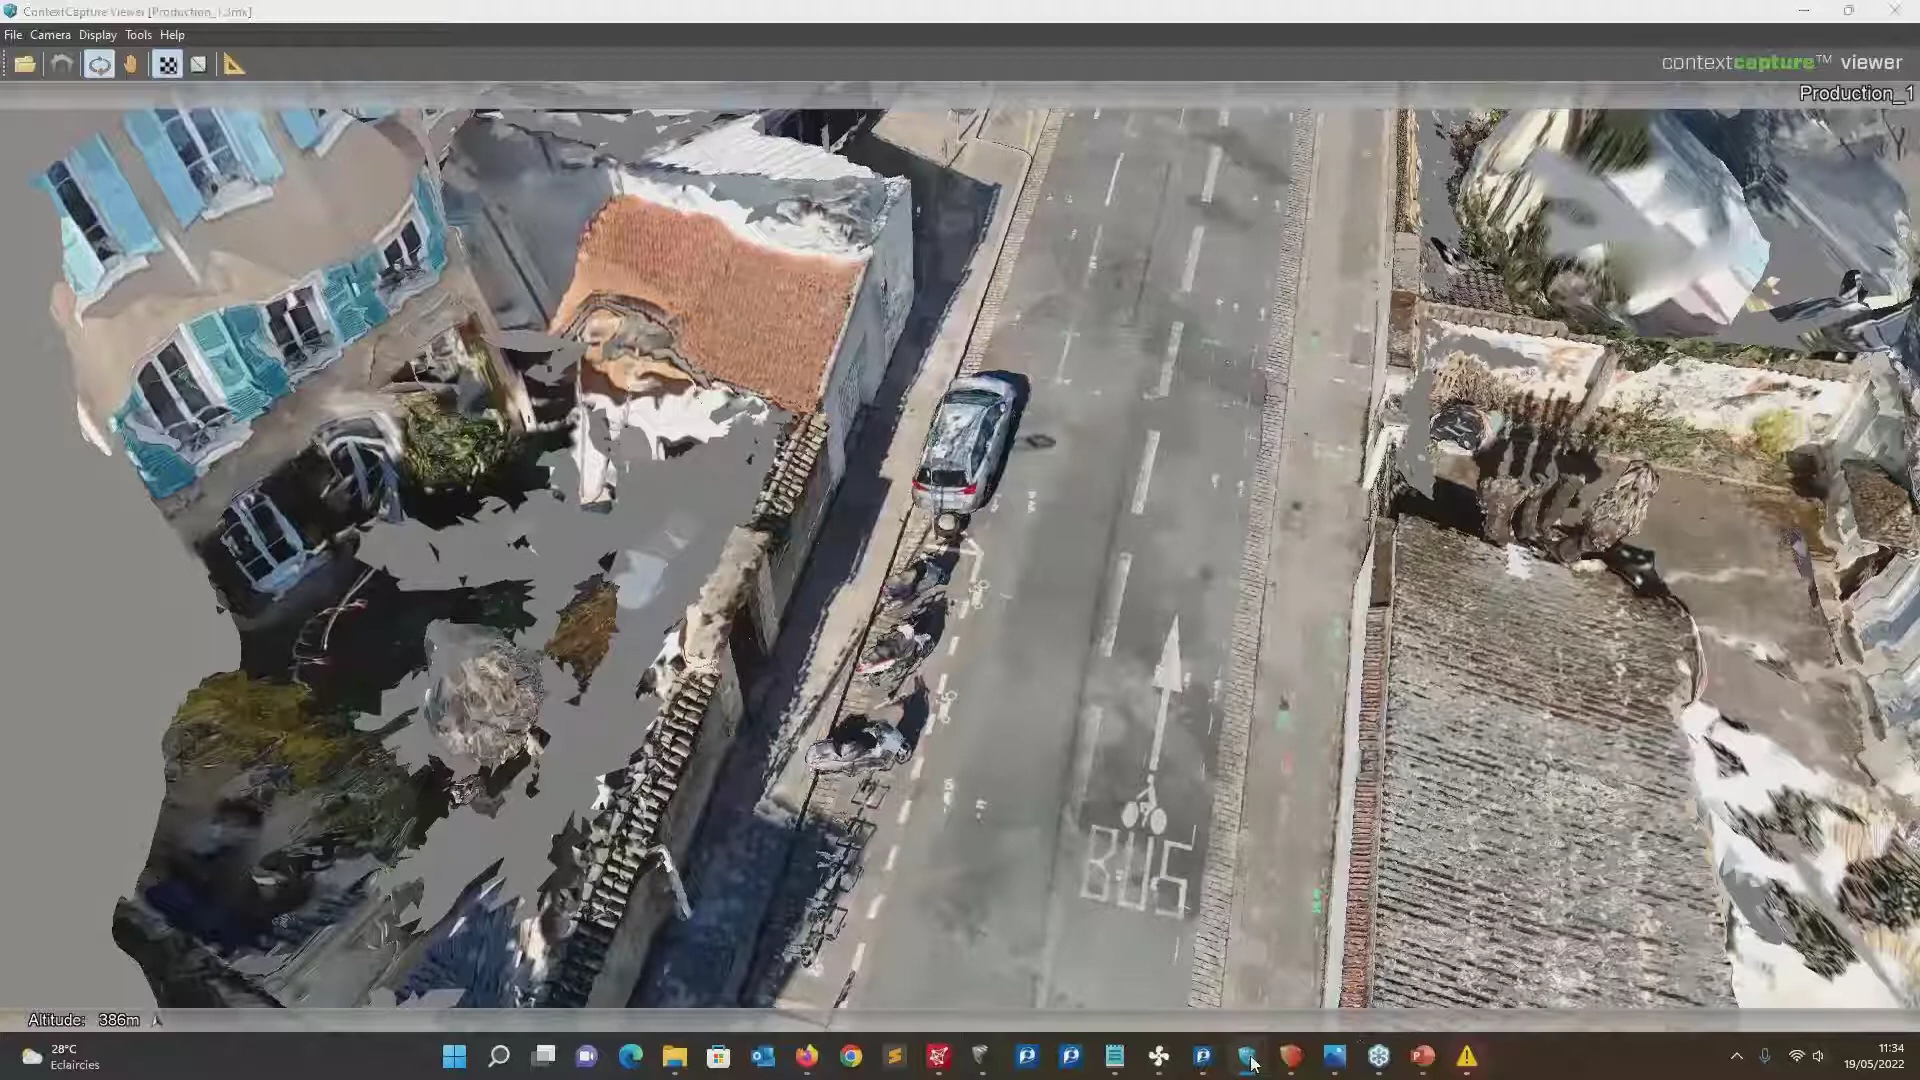 ContextCapture Viewer [Production_1.3mx]
File Camera Display Tools Help
contextcapture™ viewer
Production_1
BUS
Altitude: 386m
28°C
Eclaircies
11:34
19/05/2022